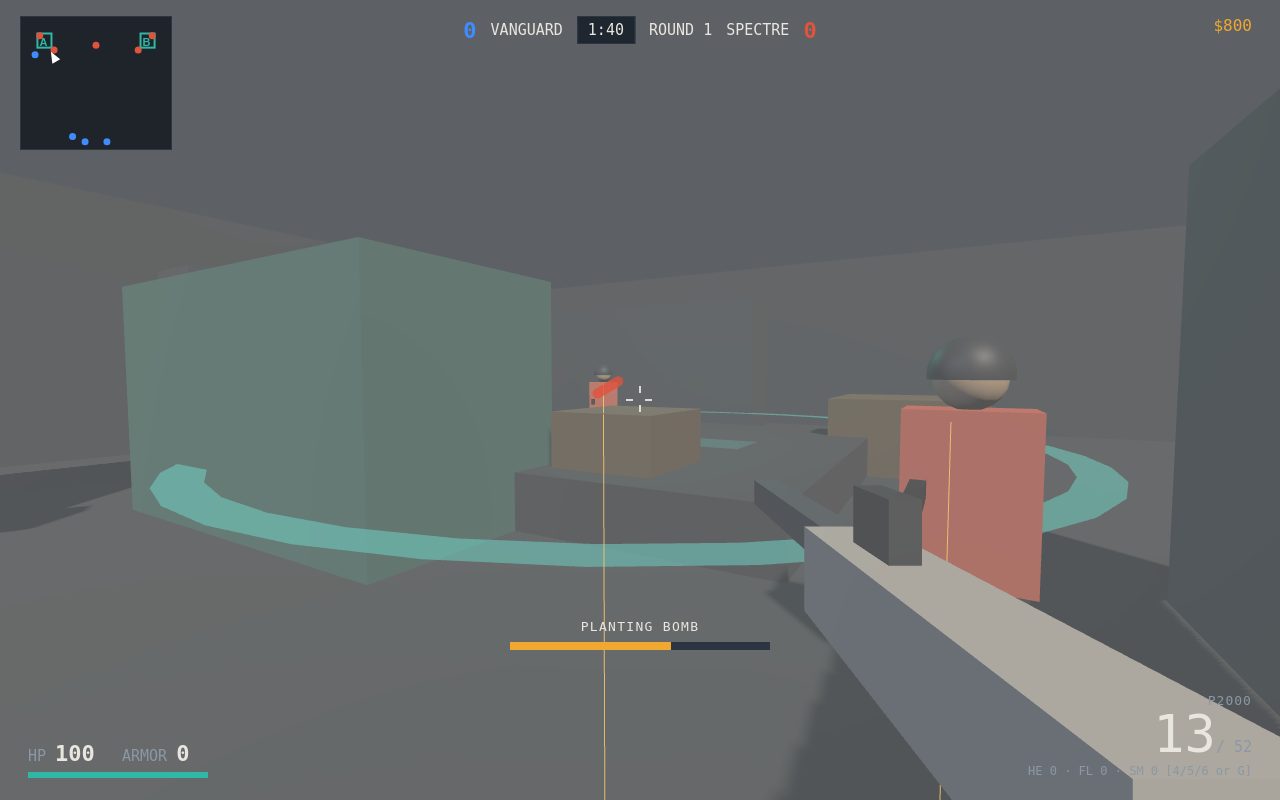 A
B
0 VANGUARD 1:40 ROUND 1 SPECTRE 0
$800
PLANTING BOMB
P2000
13 / 52
HE 0 · FL 0 · SM 0 [4/5/6 or G]
HP 100 ARMOR 0